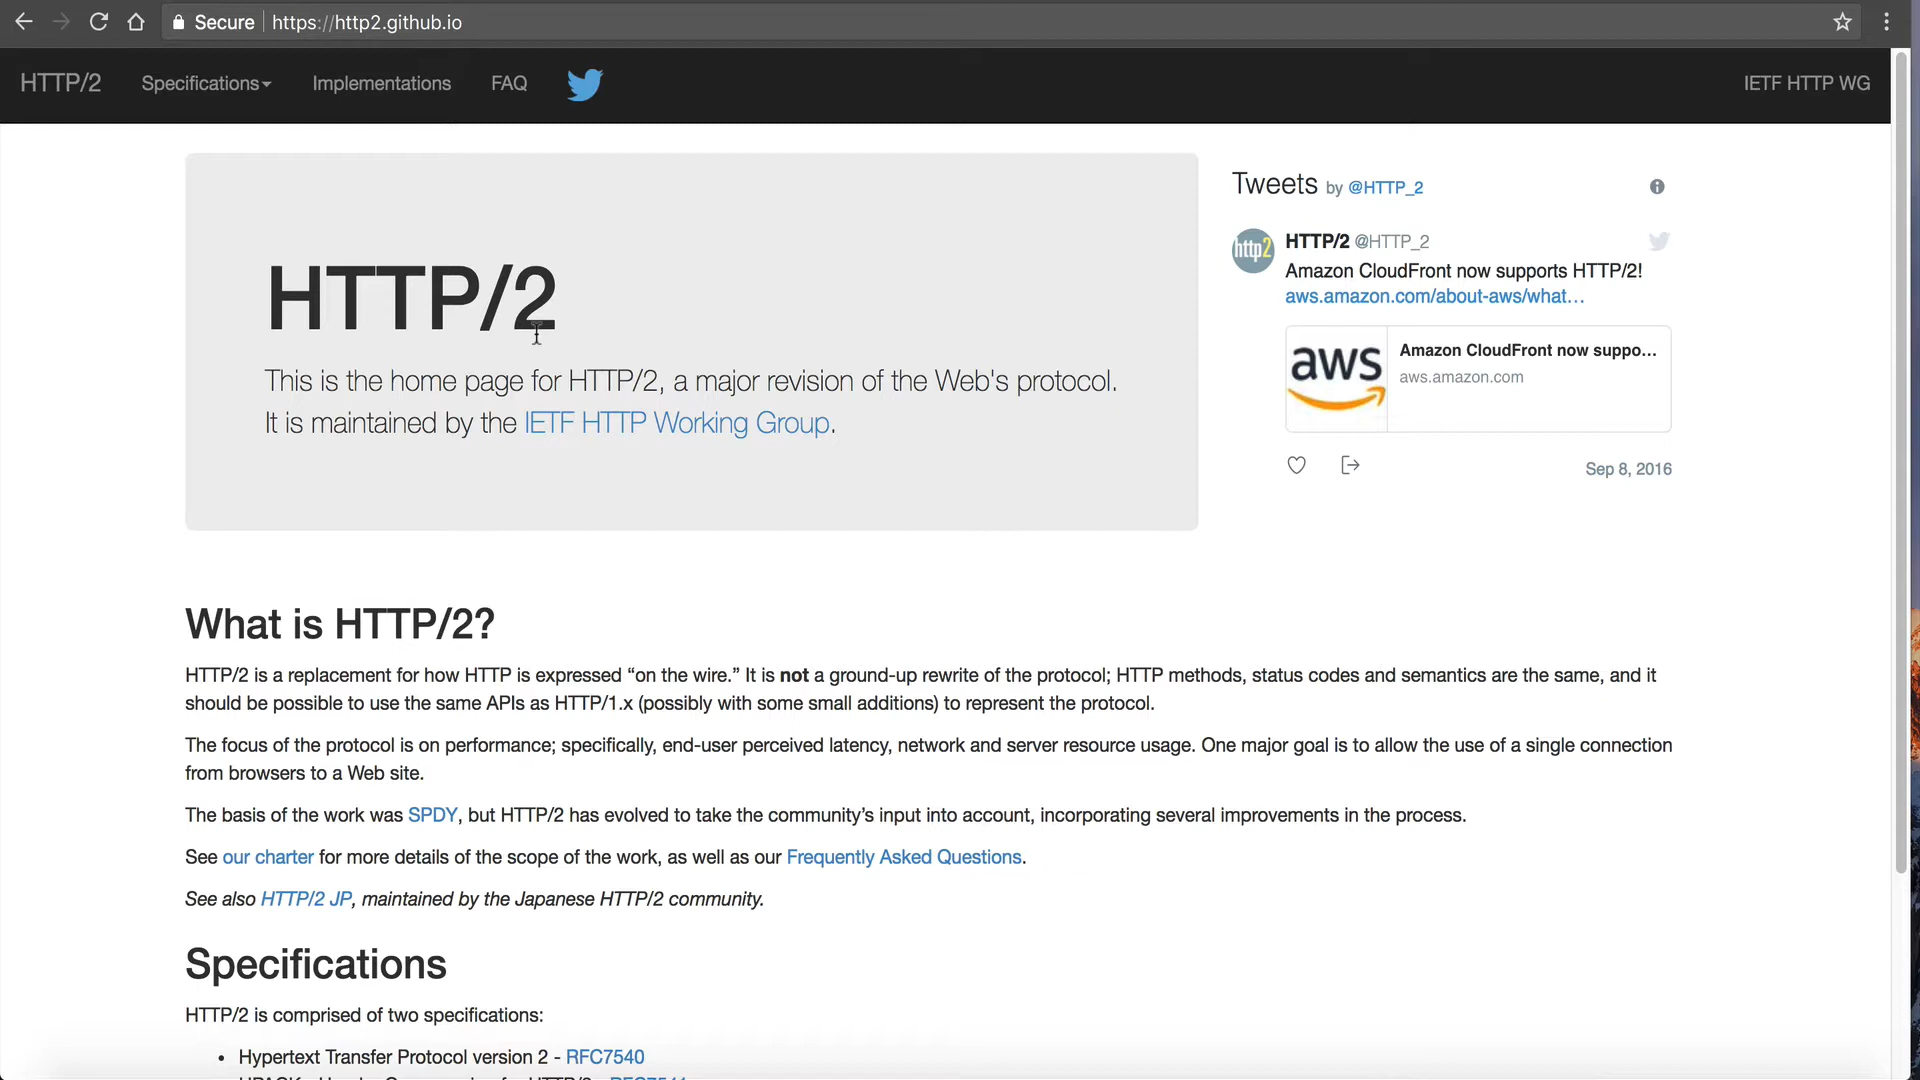 Secure https://http2.github.io
HTTP/2 Specifications Implementations FAQ IETF HTTP WG
HTTP/2
This is the home page for HTTP/2, a major revision of the Web's protocol.
It is maintained by the IETF HTTP Working Group.
Tweets by @HTTP_2
http2
HTTP/2 @HTTP_2
Amazon CloudFront now supports HTTP/2!
aws.amazon.com/about-aws/what…
aws
Amazon CloudFront now suppo…
aws.amazon.com
Sep 8, 2016
What is HTTP/2?
HTTP/2 is a replacement for how HTTP is expressed “on the wire.” It is not a ground-up rewrite of the protocol; HTTP methods, status codes and semantics are the same, and it
should be possible to use the same APIs as HTTP/1.x (possibly with some small additions) to represent the protocol.
The focus of the protocol is on performance; specifically, end-user perceived latency, network and server resource usage. One major goal is to allow the use of a single connection
from browsers to a Web site.
The basis of the work was SPDY, but HTTP/2 has evolved to take the community’s input into account, incorporating several improvements in the process.
See our charter for more details of the scope of the work, as well as our Frequently Asked Questions.
See also HTTP/2 JP, maintained by the Japanese HTTP/2 community.
Specifications
HTTP/2 is comprised of two specifications:
• Hypertext Transfer Protocol version 2 - RFC7540